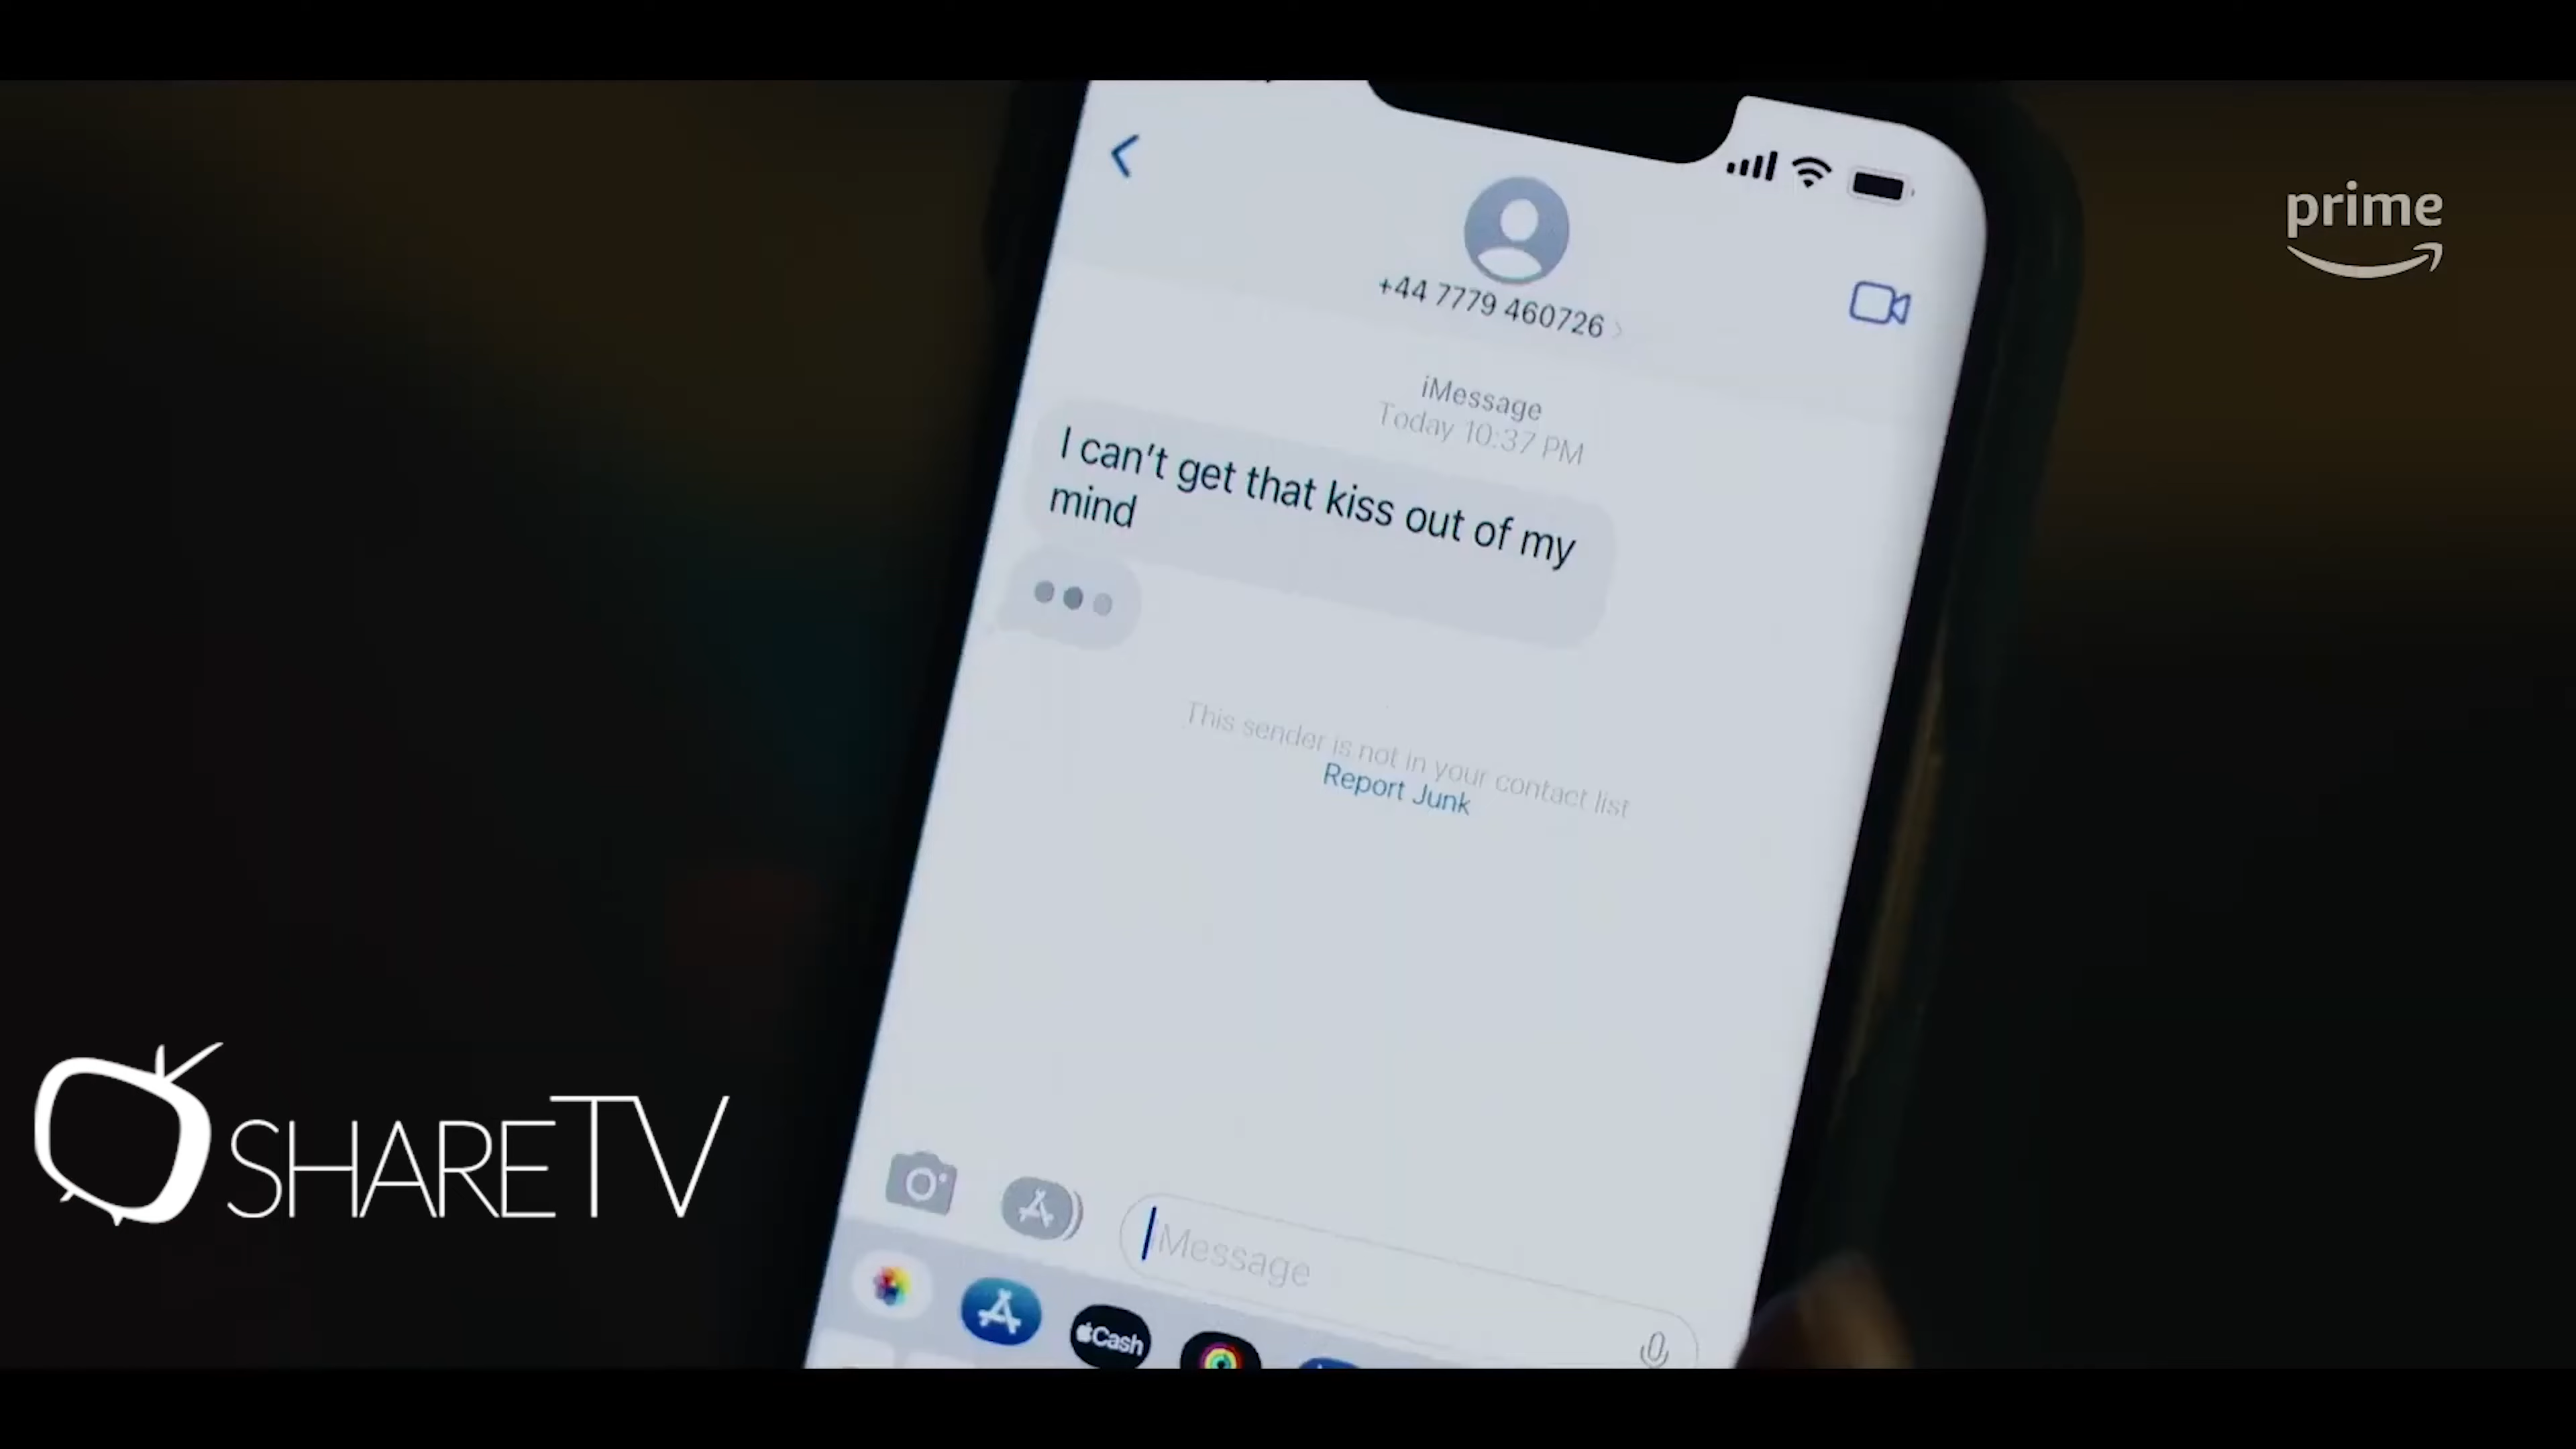 prime
+44 7779 460726
iMessage
Today 10:37 PM
I can't get that kiss out of my
mind
This sender is not in your contact list
Report Junk
SHARETV
iMessage
Cash